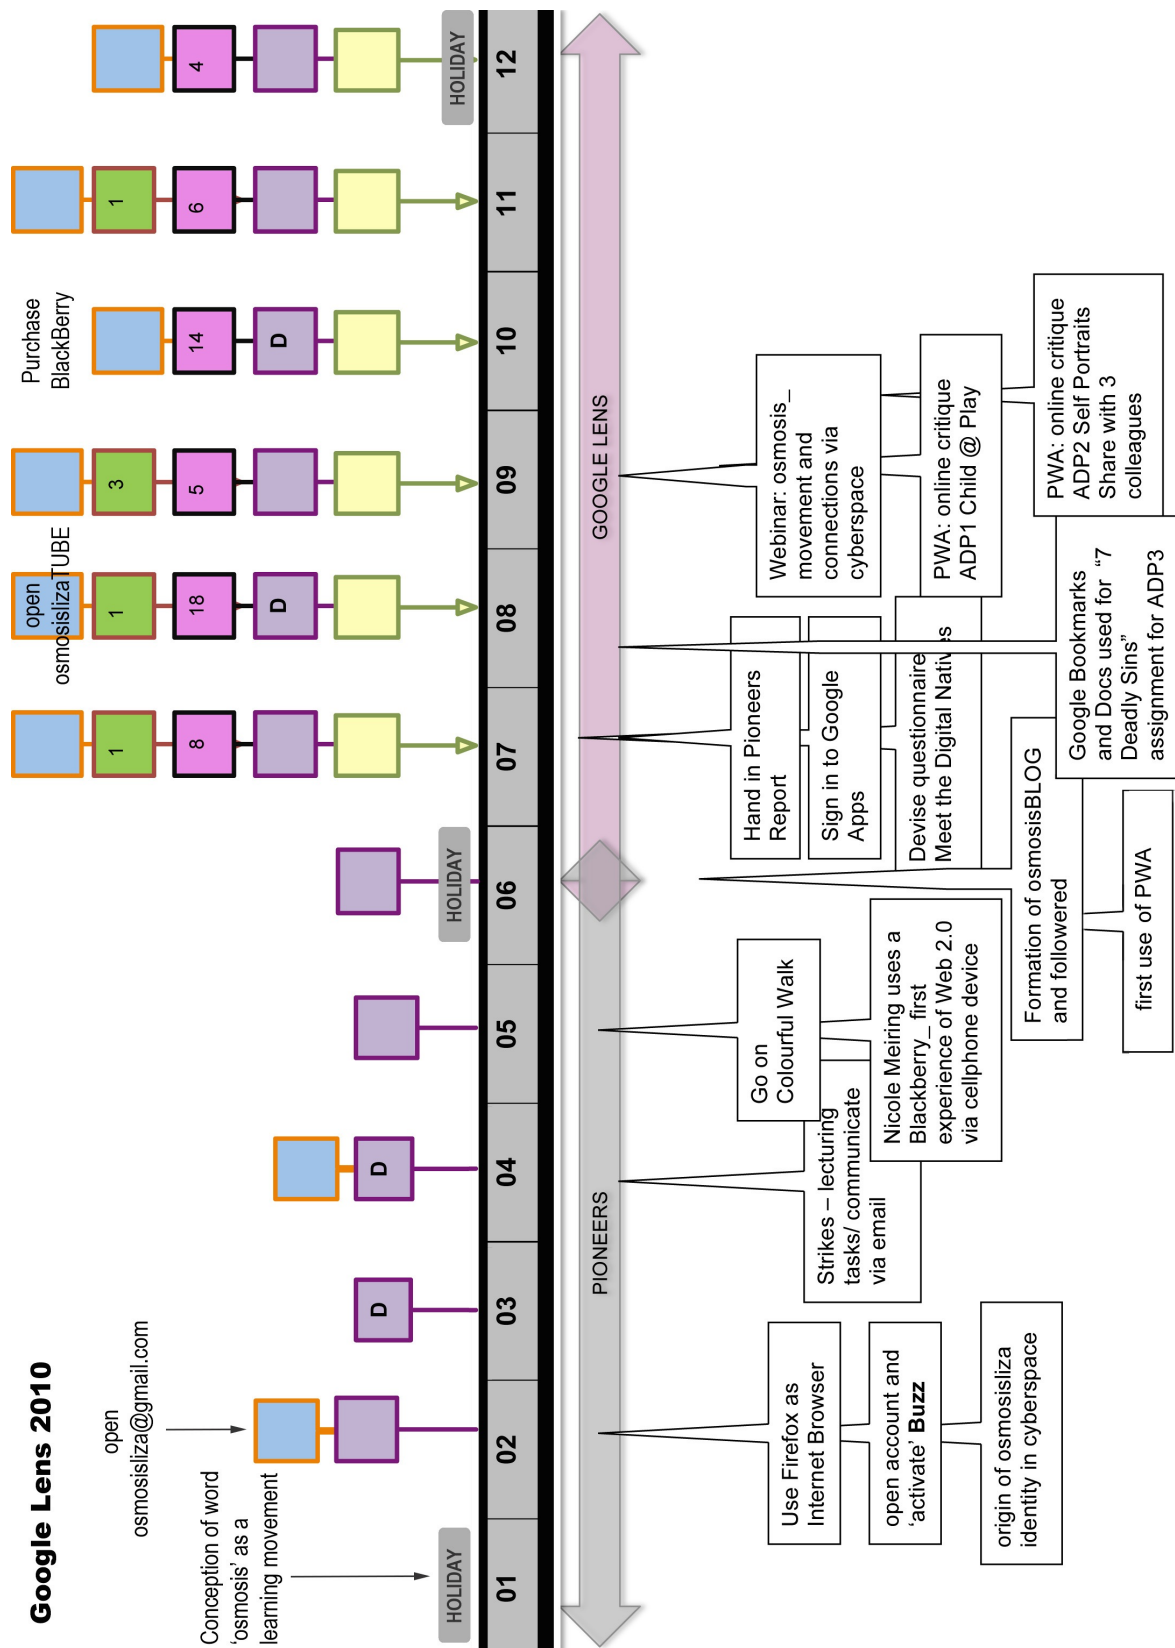 Google Lens 2010
open
osmosisliza@gmail.com
Conception of word
‘osmosis’ as a
learning movement
open
osmosislizaTUBE
Purchase
BlackBerry
1
1
3
1
8
18
5
14
6
4
D
D
D
D
HOLIDAY
HOLIDAY
HOLIDAY
01
02
03
04
05
06
07
08
09
10
11
12
PIONEERS
GOOGLE LENS
Use Firefox as
Internet Browser
open account and
‘activate’ Buzz
origin of osmosisliza
identity in cyberspace
Strikes – lecturing
tasks/ communicate
via email
Go on
Colourful Walk
Nicole Meiring uses a
Blackberry_ first
experience of Web 2.0
via cellphone device
Formation of osmosisBLOG
and followered
first use of PWA
Hand in Pioneers
Report
Sign in to Google
Apps
Devise questionnaire
Meet the Digital Natives
Google Bookmarks
and Docs used for “7
Deadly Sins”
assignment for ADP3
Webinar: osmosis_
movement and
connections via
cyberspace
PWA: online critique
ADP1 Child @ Play
PWA: online critique
ADP2 Self Portraits
Share with 3
colleagues